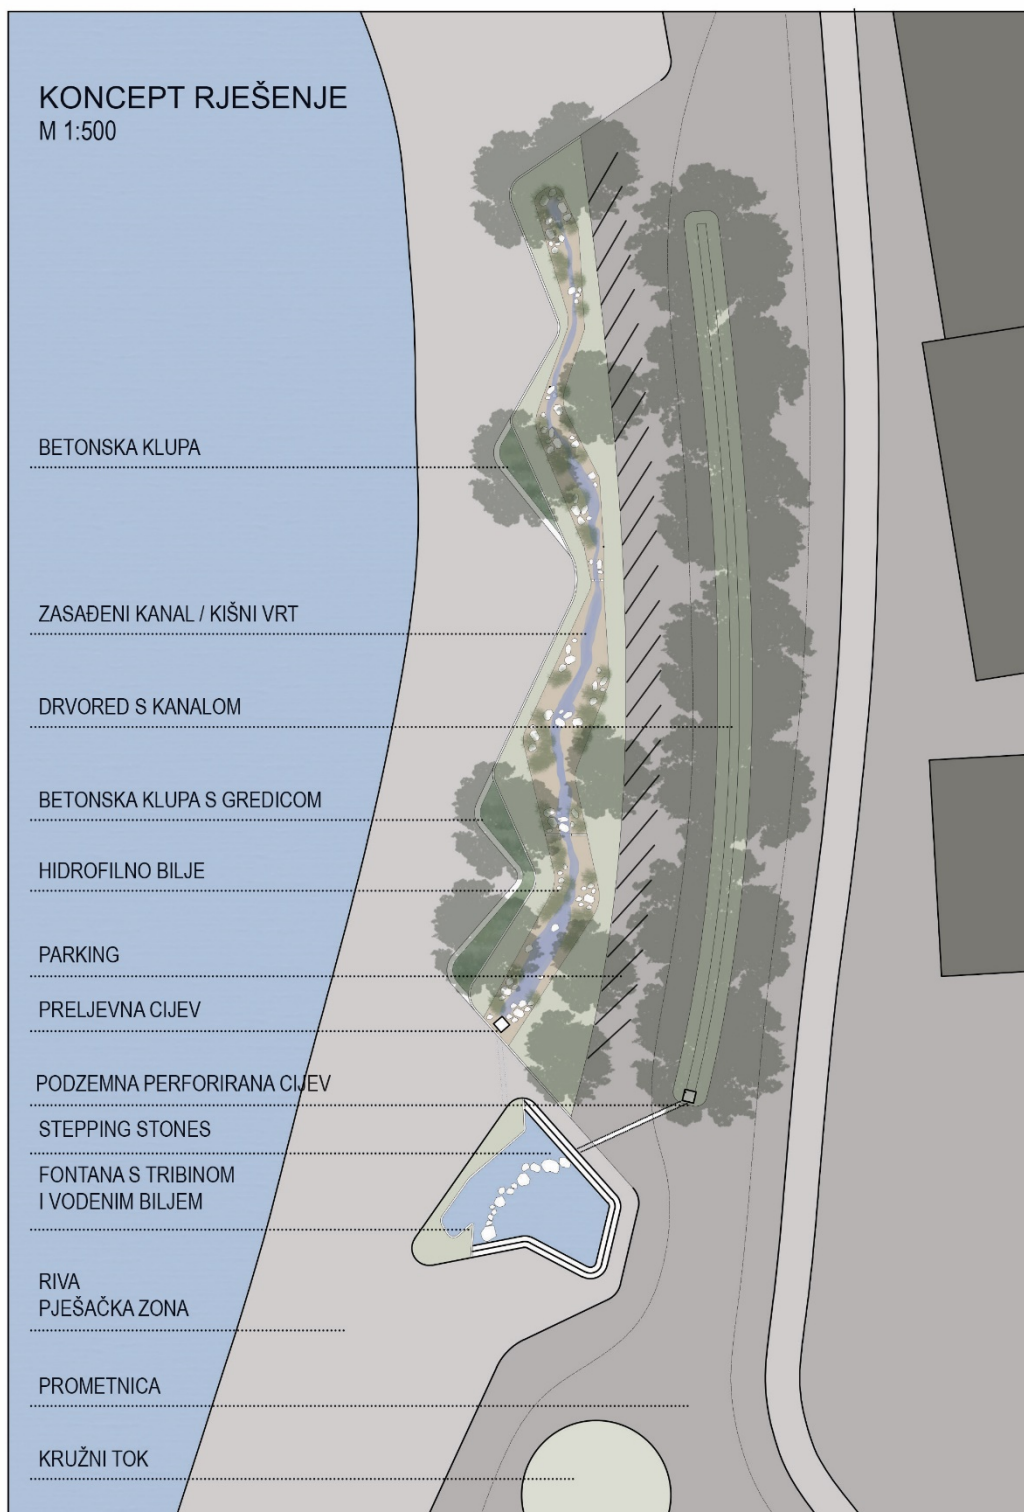 KONCEPT RJEŠENJE
M 1:500
BETONSKA KLUPA
ZASAĐENI KANAL / KIŠNI VRT
DRVORED S KANALOM
BETONSKA KLUPA S GREDICOM
HIDROFILNO BILJE
PARKING
PRELJEVNA CIJEV
PODZEMNA PERFORIRANA CIJEV
STEPPING STONES
FONTANA S TRIBINOM
I VODENIM BILJEM
RIVA
PJEŠAČKA ZONA
PROMETNICA
KRUŽNI TOK